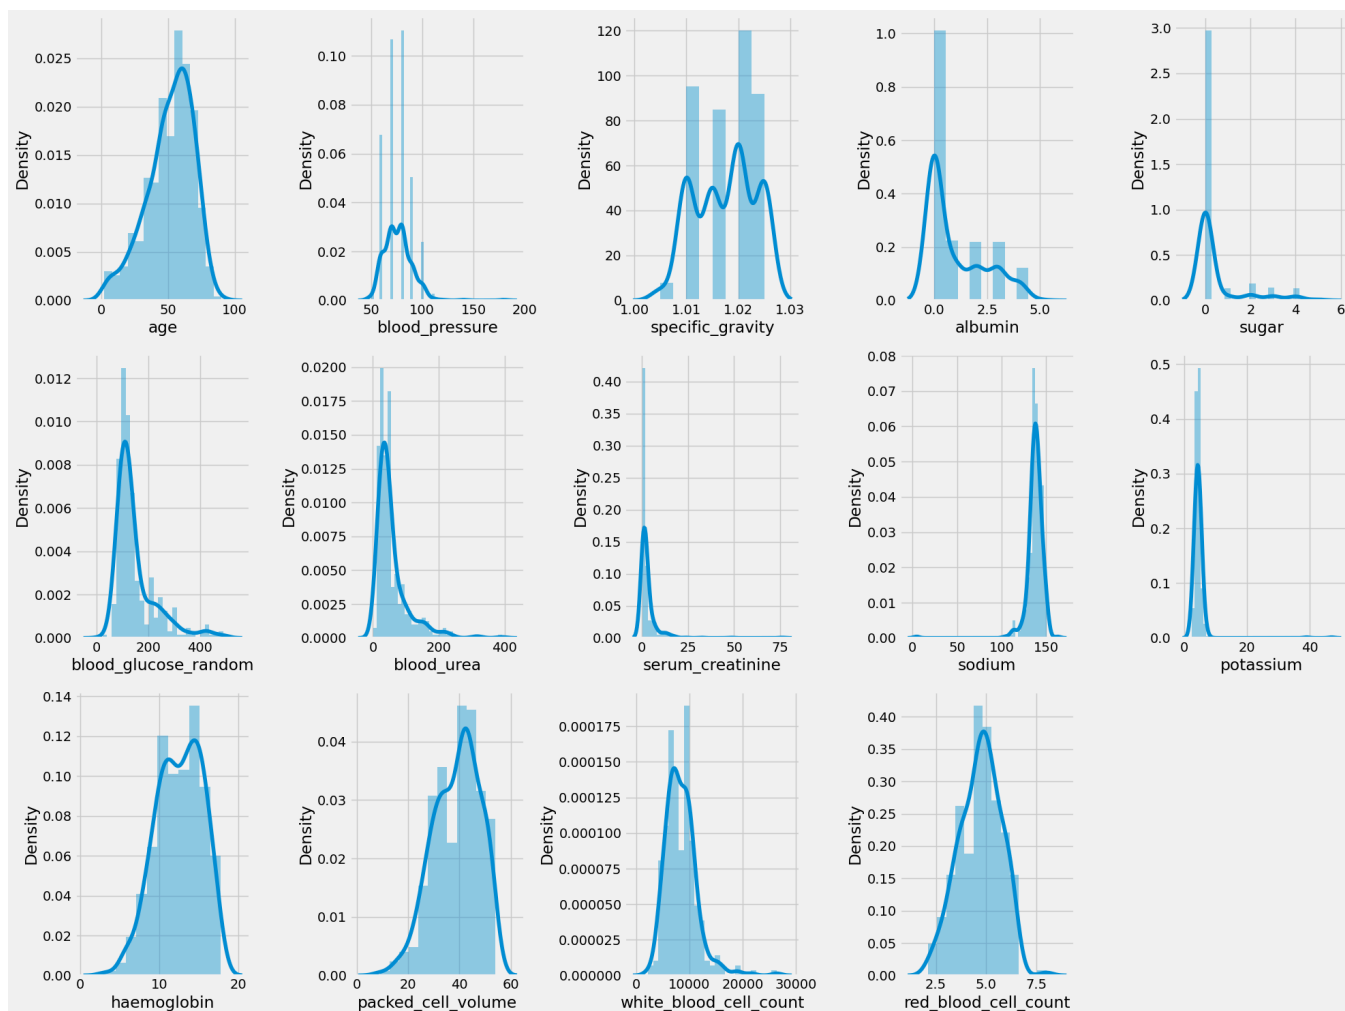 0.025
0.020
0.015
0.010
0.005
0.000
Density
0 50 100
age
0.10
0.08
0.06
0.04
0.02
0.00
Density
50 100 150 200
blood_pressure
120
100
80
60
40
20
0
Density
1.00 1.01 1.02 1.03
specific_gravity
1.0
0.8
0.6
0.4
0.2
0.0
Density
0.0 2.5 5.0
albumin
3.0
2.5
2.0
1.5
1.0
0.5
0.0
Density
0 2 4 6
sugar
0.012
0.010
0.008
0.006
0.004
0.002
0.000
Density
0 200 400
blood_glucose_random
0.0200
0.0175
0.0150
0.0125
0.0100
0.0075
0.0050
0.0025
0.0000
Density
0 200 400
blood_urea
0.40
0.35
0.30
0.25
0.20
0.15
0.10
0.05
0.00
Density
0 25 50 75
serum_creatinine
0.08
0.07
0.06
0.05
0.04
0.03
0.02
0.01
0.00
Density
0 50 100 150
sodium
0.5
0.4
0.3
0.2
0.1
0.0
Density
0 20 40
potassium
0.14
0.12
0.10
0.08
0.06
0.04
0.02
0.00
Density
0 10 20
haemoglobin
0.04
0.03
0.02
0.01
0.00
Density
0 20 40 60
packed_cell_volume
0.000175
0.000150
0.000125
0.000100
0.000075
0.000050
0.000025
0.000000
Density
0 10000 20000 30000
white_blood_cell_count
0.40
0.35
0.30
0.25
0.20
0.15
0.10
0.05
0.00
Density
2.5 5.0 7.5
red_blood_cell_count